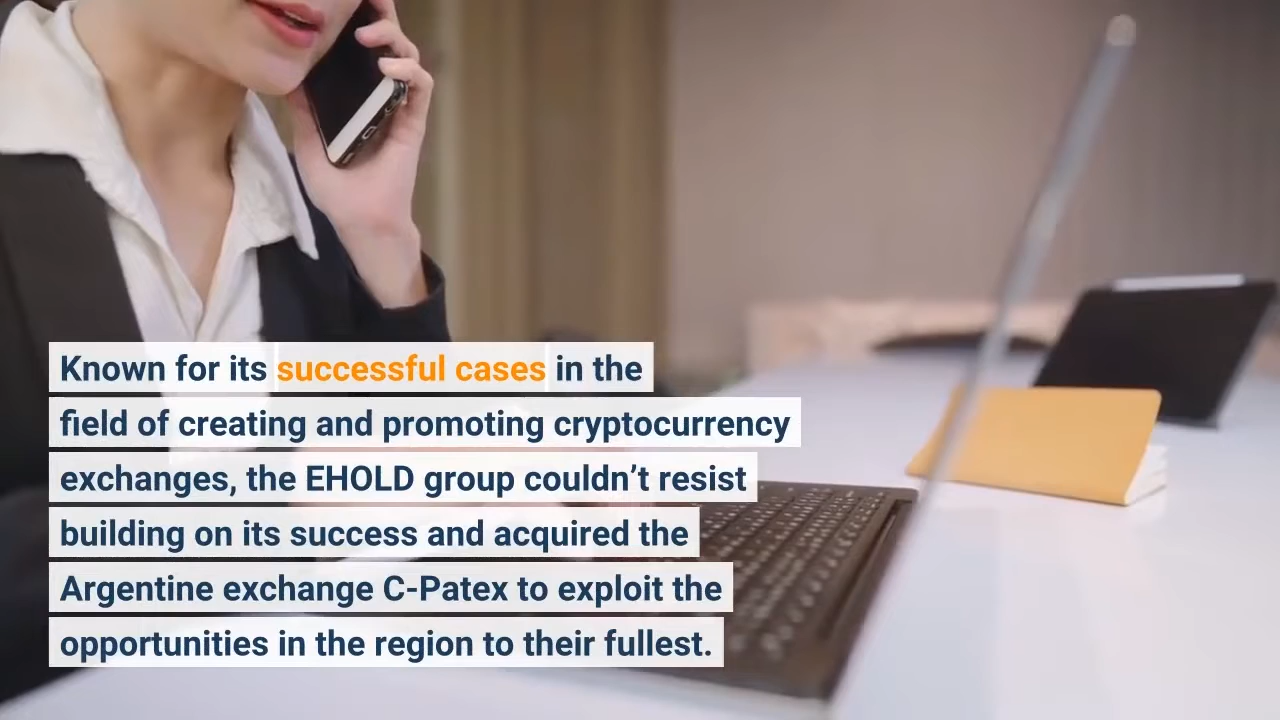 Known for its successful cases in the
field of creating and promoting cryptocurrency
exchanges, the EHOLD group couldn’t resist
building on its success and acquired the
Argentine exchange C-Patex to exploit the
opportunities in the region to their fullest.